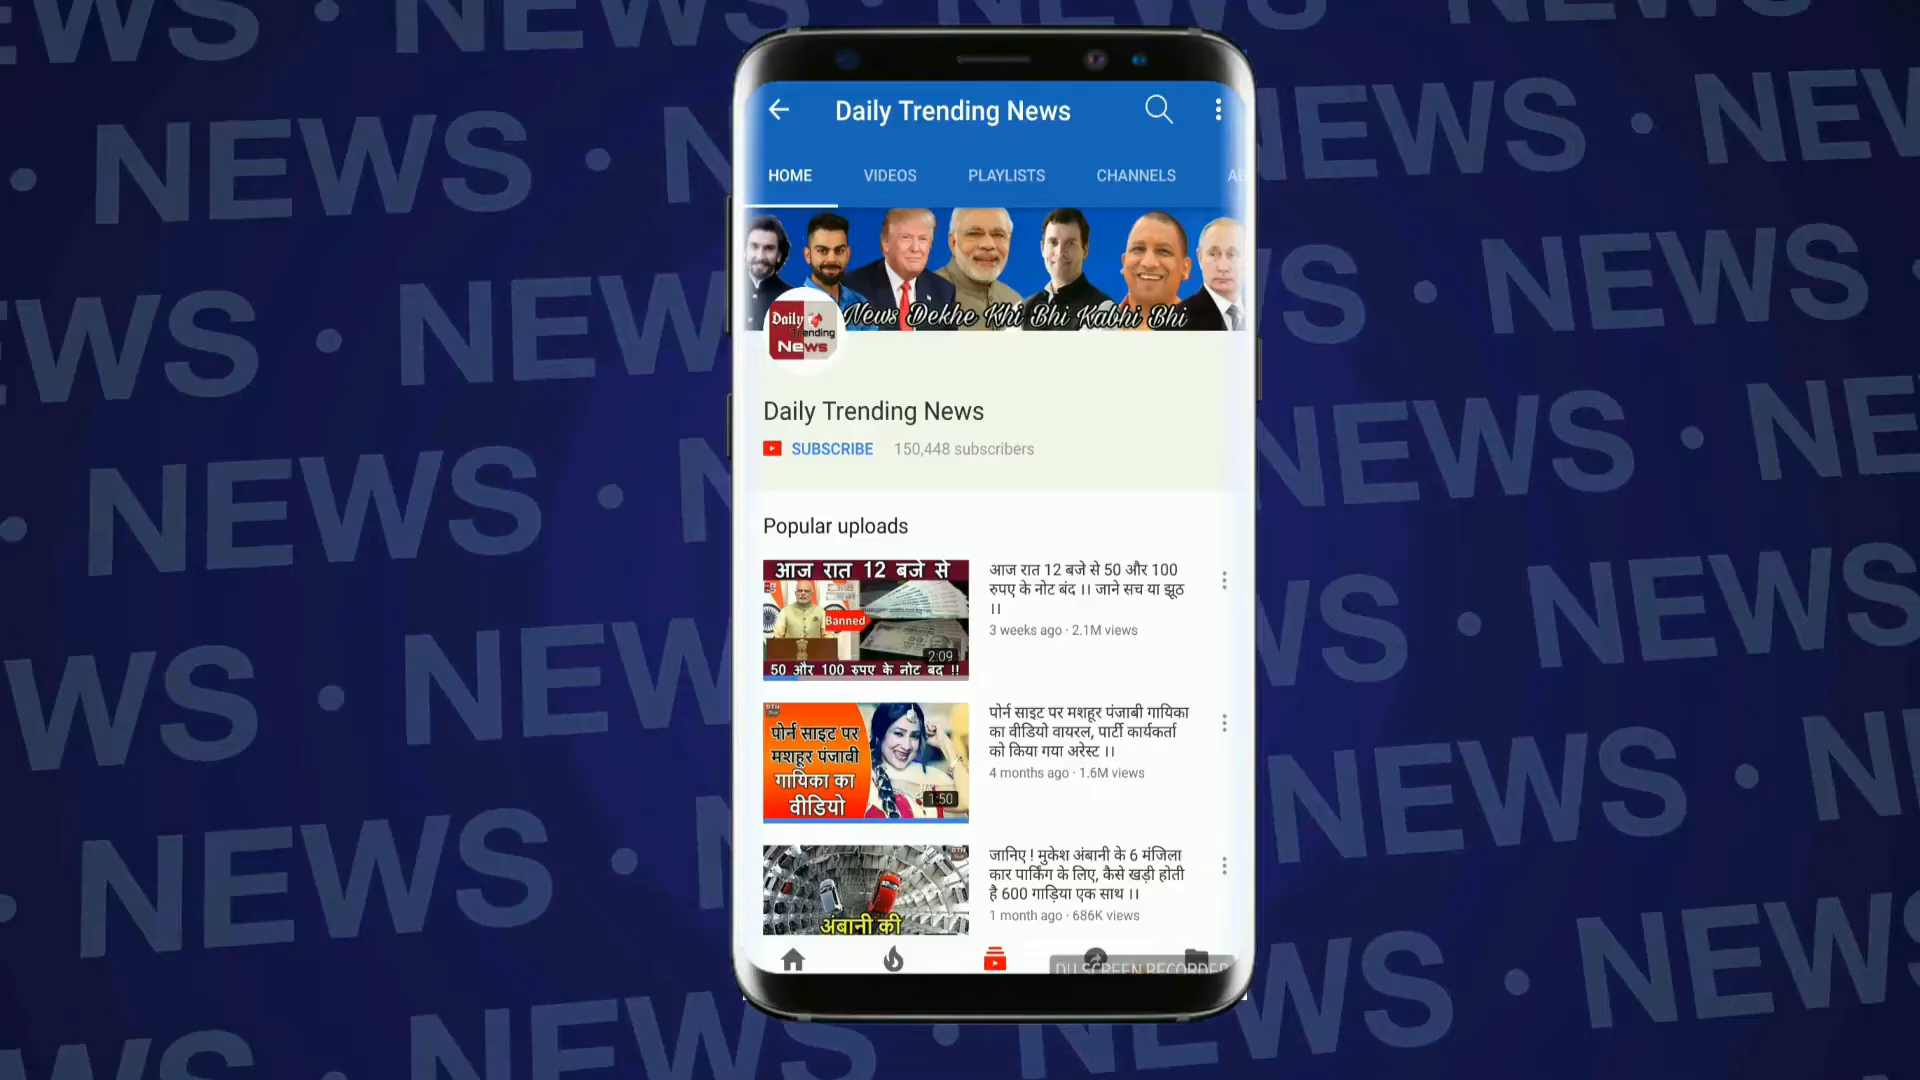 Daily Trending News
HOME VIDEOS PLAYLISTS CHANNELS
News Dekhe Khi Bhi Kabhi Bhi
Daily
Trending
News
Daily Trending News
SUBSCRIBE 150,448 subscribers
Popular uploads
आज रात 12 बजे से
Banned
2:09
50 और 100 रुपए के नोट बंद !!
आज रात 12 बजे से 50 और 100
रुपए के नोट बंद ।। जाने सच या झूठ
।।
3 weeks ago · 2.1M views
DTN
पोर्न साइट पर
मशहूर पंजाबी
गायिका का
वीडियो
1:50
पोर्न साइट पर मशहूर पंजाबी गायिका
का वीडियो वायरल, पार्टी कार्यकर्ता
को किया गया अरेस्ट ।।
4 months ago · 1.6M views
DTN
अंबानी की
जानिए ! मुकेश अंबानी के 6 मंजिला
कार पार्किंग के लिए, कैसे खड़ी होती
है 600 गाड़िया एक साथ ।।
1 month ago · 686K views
DU SCREEN RECORDER
NEWS • NEWS • NEWS • NEWS